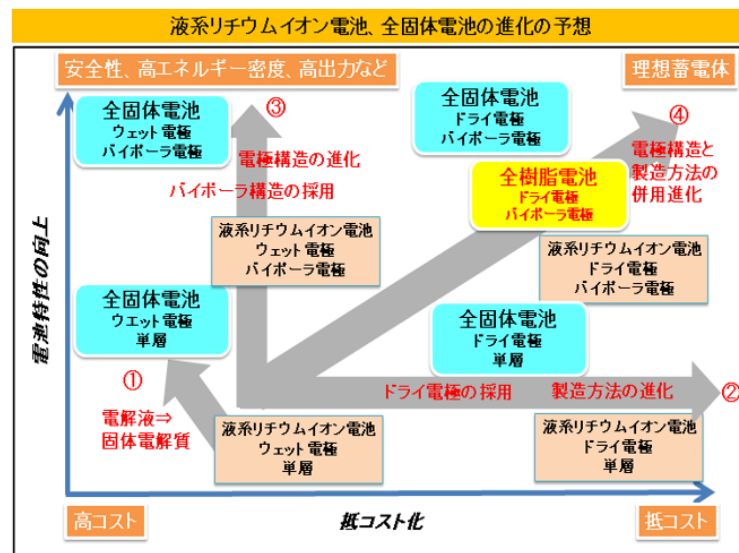 液系リチウムイオン電池、全固体電池の進化の予想
安全性、高エネルギー密度、高出力など
理想蓄電体
全固体電池
ウェット電極
バイポーラ電極
③
電極構造の進化
バイポーラ構造の採用
全固体電池
ドライ電極
バイポーラ電極
④
電極構造と
製造方法の
併用進化
全樹脂電池
ドライ電極
バイポーラ電極
液系リチウムイオン電池
ウェット電極
バイポーラ電極
液系リチウムイオン電池
ドライ電極
バイポーラ電極
電池特性の向上
全固体電池
ウエット電極
単層
全固体電池
ドライ電極
単層
①
電解液⇒
固体電解質
ドライ電極の採用
製造方法の進化
②
液系リチウムイオン電池
ウェット電極
単層
液系リチウムイオン電池
ドライ電極
単層
高コスト
抵コスト化
抵コスト